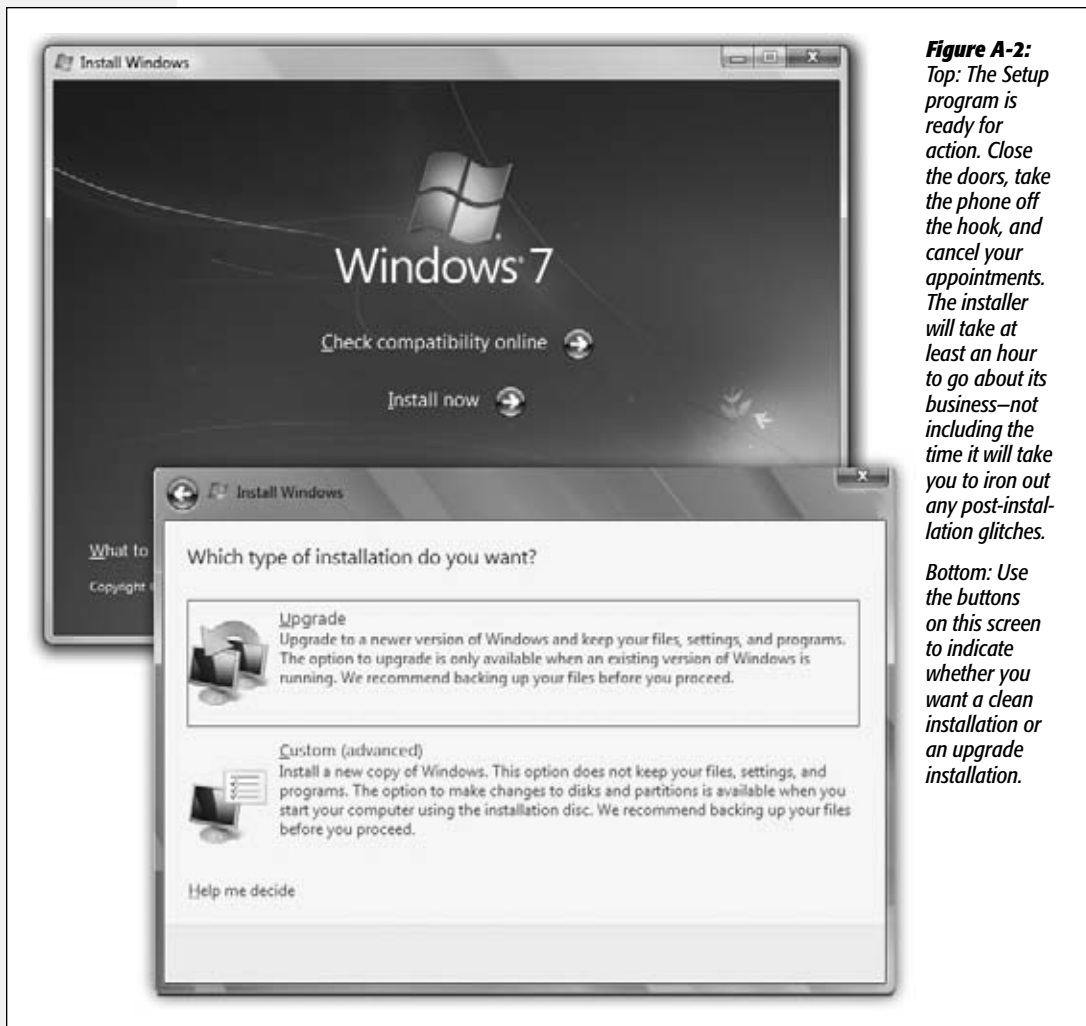 Install Windows
Windows® 7
Check compatibility online
Install now
What to
Copyright ©
Install Windows
Which type of installation do you want?
Upgrade
Upgrade to a newer version of Windows and keep your files, settings, and programs.
The option to upgrade is only available when an existing version of Windows is
running. We recommend backing up your files before you proceed.
Custom (advanced)
Install a new copy of Windows. This option does not keep your files, settings, and
programs. The option to make changes to disks and partitions is available when you
start your computer using the installation disc. We recommend backing up your files
before you proceed.
Help me decide
Figure A-2:
Top: The Setup
program is
ready for
action. Close
the doors, take
the phone off
the hook, and
cancel your
appointments.
The installer
will take at
least an hour
to go about its
business—not
including the
time it will take
you to iron out
any post-instal-
lation glitches.
Bottom: Use
the buttons
on this screen
to indicate
whether you
want a clean
installation or
an upgrade
installation.